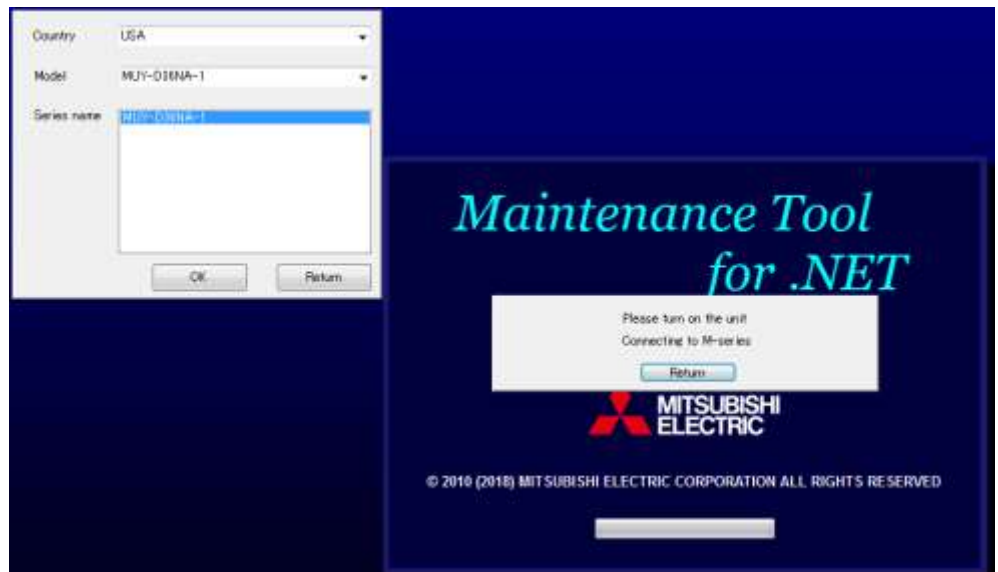 Country
USA
Model
MUY-D36NA-1
Series name
MUY-D36NA-1
OK
Return
Maintenance Tool
for .NET
Please turn on the unit
Connecting to M-series
Return
MITSUBISHI
ELECTRIC
© 2010 (2018) MITSUBISHI ELECTRIC CORPORATION ALL RIGHTS RESERVED